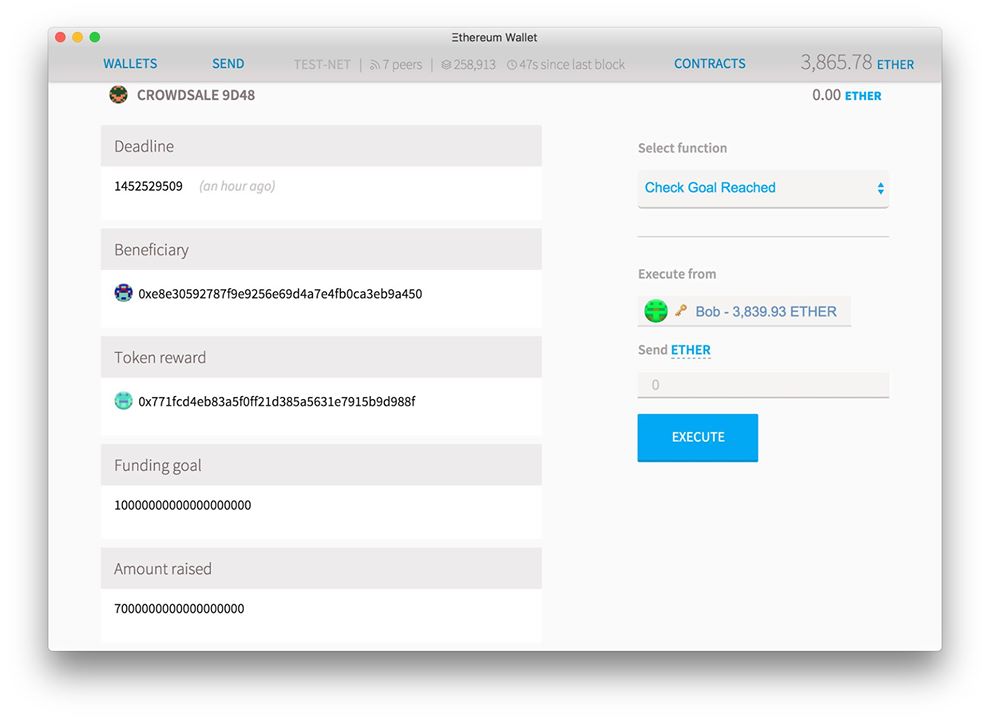 Ξthereum Wallet
WALLETS SEND TEST-NET | 7 peers | 258,913 47s since last block CONTRACTS 3,865.78 ETHER
CROWDSALE 9D48 0.00 ETHER
Deadline
1452529509 (an hour ago)
Beneficiary
0xe8e30592787f9e9256e69d4a7e4fb0ca3eb9a450
Token reward
0x771fcd4eb83a5f0ff21d385a5631e7915b9d988f
Funding goal
10000000000000000000
Amount raised
7000000000000000000
Select function
Check Goal Reached
Execute from
Bob - 3,839.93 ETHER
Send ETHER
0
EXECUTE